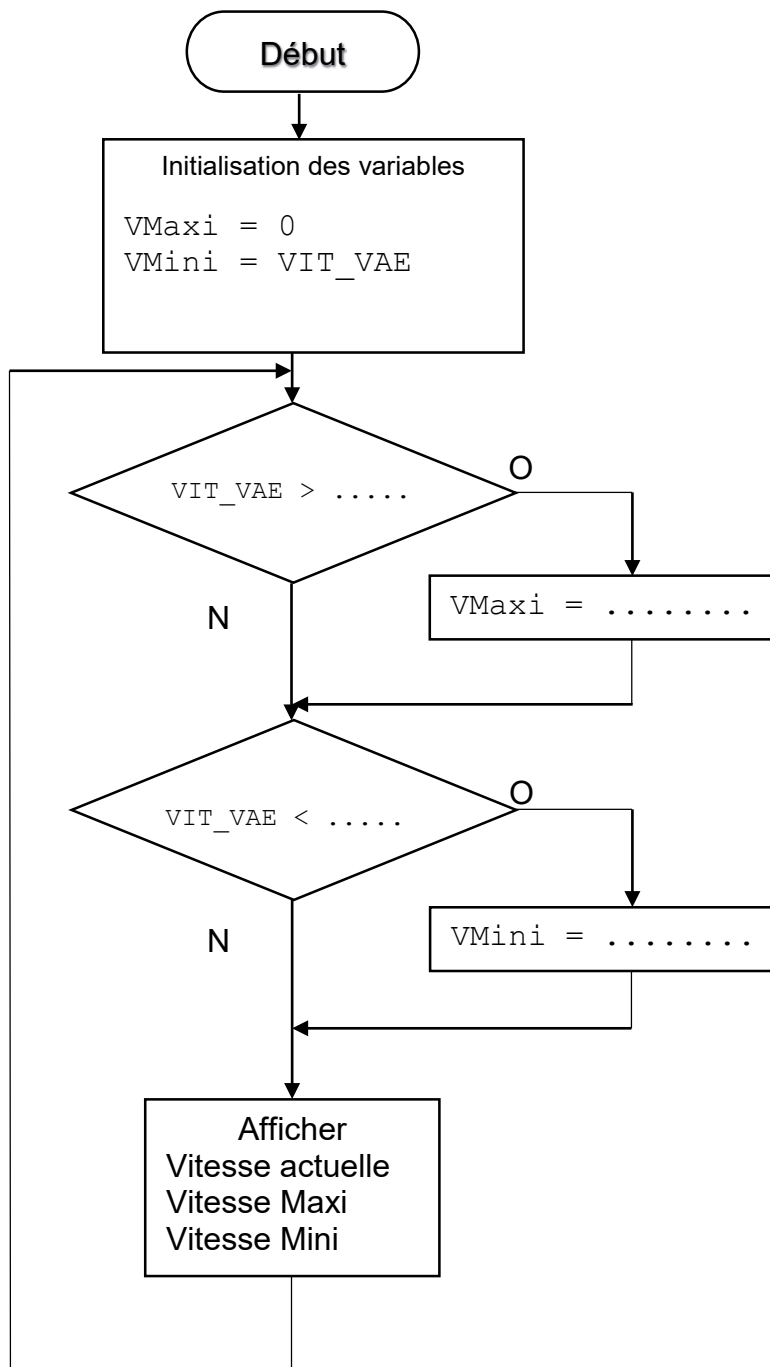 Début
Initialisation des variables
VMaxi = 0
VMini = VIT_VAE
VIT_VAE > .....
O
N
VMaxi = ........
VIT_VAE < .....
O
N
VMini = ........
Afficher
Vitesse actuelle
Vitesse Maxi
Vitesse Mini